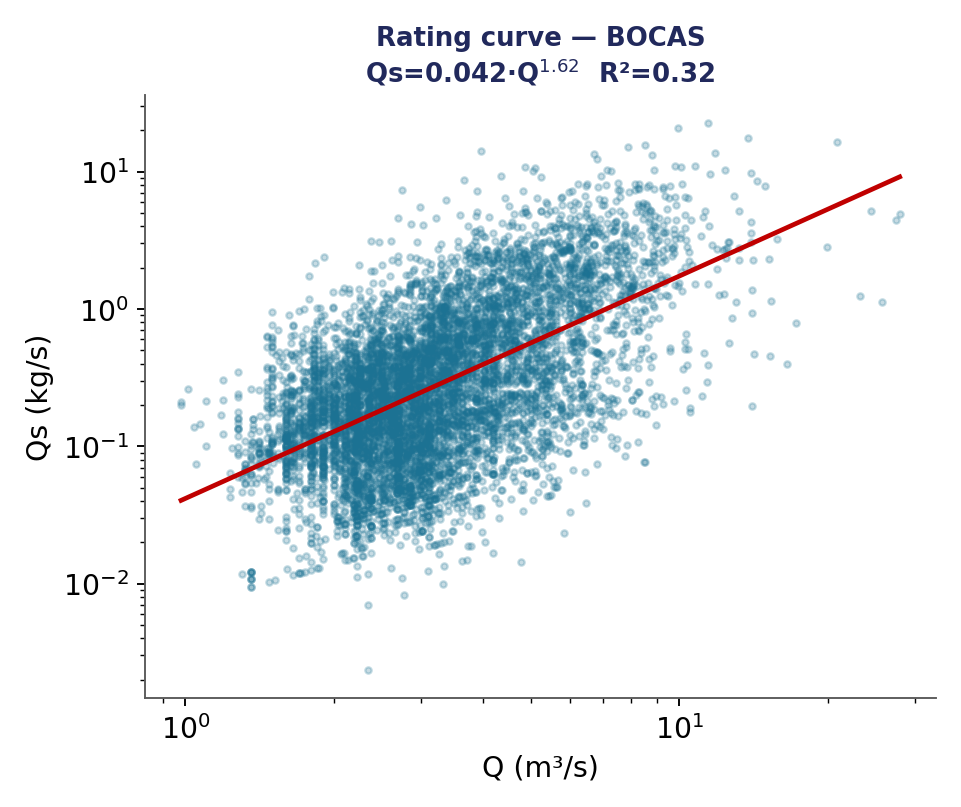 Rating curve — BOCAS
Qs=0.042·Q^1.62 R²=0.32
Qs (kg/s)
10¹
10⁰
10⁻¹
10⁻²
10⁰ 10¹
Q (m³/s)